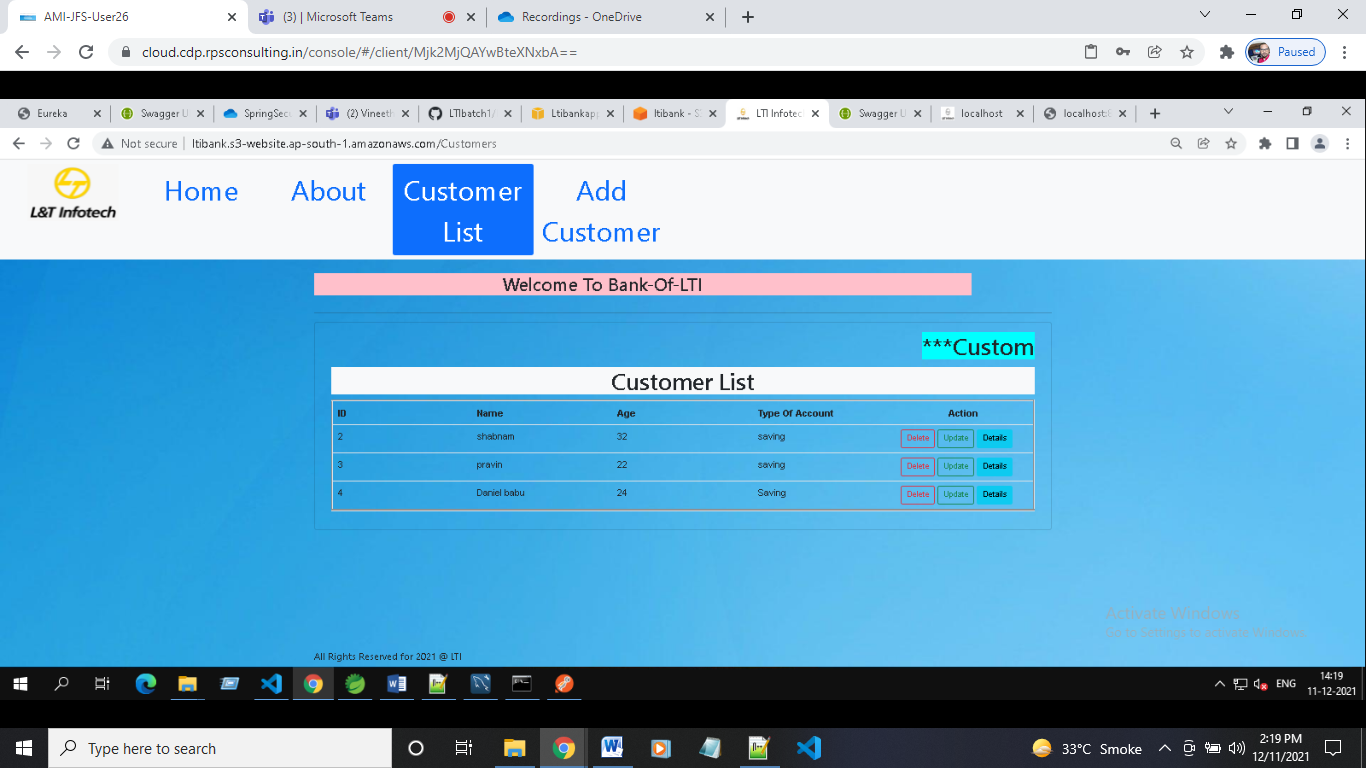 AMI-JFS-User26
(3) | Microsoft Teams
Recordings - OneDrive
cloud.cdp.rpsconsulting.in/console/#/client/Mjk2MjQAYwBteXNxbA==
Paused
Eureka
Swagger U
SpringSecu
(2) Vineeth
LTIbatch1/
Ltibankapp
ltibank - S3
LTI Infotec
Swagger U
localhost
localhost:8
Not secure | ltibank.s3-website.ap-south-1.amazonaws.com/Customers
L&T Infotech
Home
About
Customer
List
Add
Customer
Welcome To Bank-Of-LTI
***Custom
Customer List
ID Name Age Type Of Account Action
2 shabnam 32 saving Delete Update Details
3 pravin 22 saving Delete Update Details
4 Daniel babu 24 Saving Delete Update Details
Activate Windows
Go to Settings to activate Windows.
All Rights Reserved for 2021 @ LTI
ENG
14:19
11-12-2021
Type here to search
33°C Smoke
2:19 PM
12/11/2021